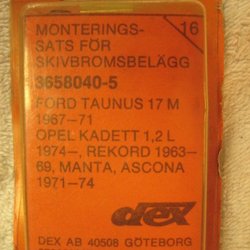 MONTERINGS-
SATS FÖR
SKIVBROMSBELÄGG
16
3658040-5
FORD TAUNUS 17 M
1967-71
OPEL KADETT 1,2 L
1974-, REKORD 1963-
69, MANTA, ASCONA
1971-74
dex
DEX AB 40508 GÖTEBORG